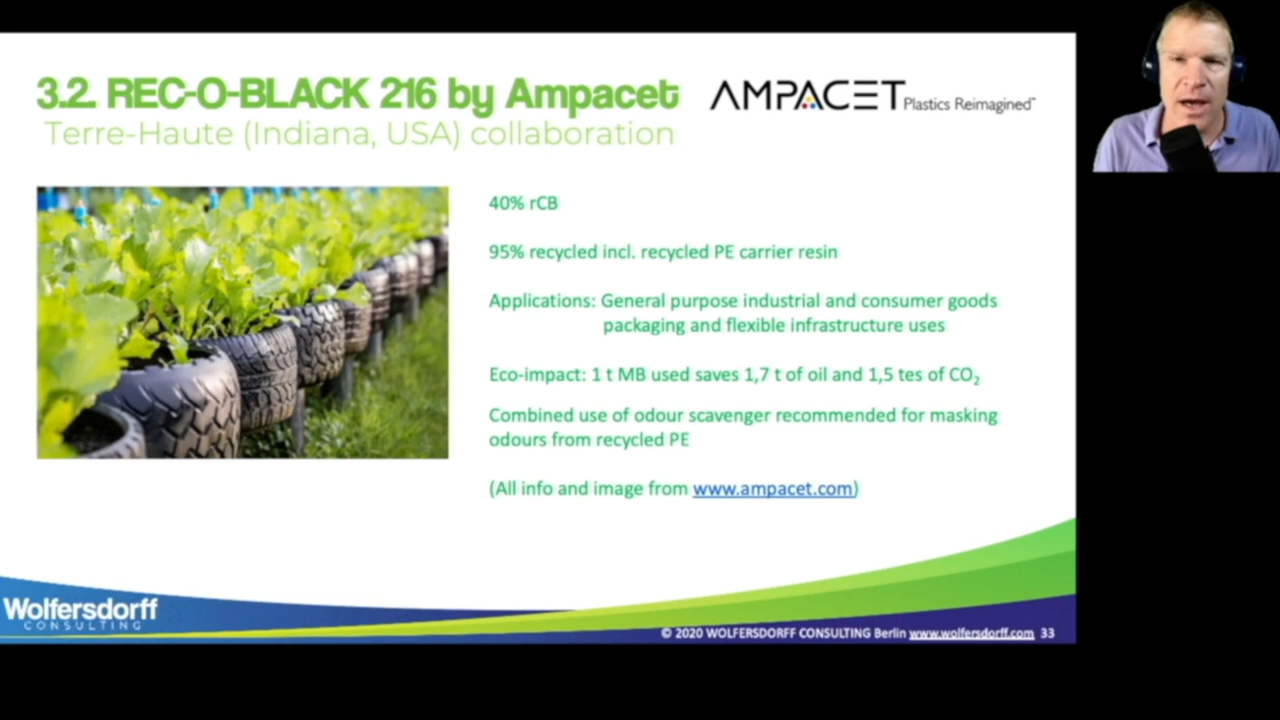 3.2. REC-O-BLACK 216 by Ampacet
Terre-Haute (Indiana, USA) collaboration
AMPACET Plastics Reimagined™
40% rCB
95% recycled incl. recycled PE carrier resin
Applications: General purpose industrial and consumer goods
packaging and flexible infrastructure uses
Eco-impact: 1 t MB used saves 1,7 t of oil and 1,5 tes of CO₂
Combined use of odour scavenger recommended for masking
odours from recycled PE
(All info and image from www.ampacet.com)
Wolfersdorff
CONSULTING
© 2020 WOLFERSDORFF CONSULTING Berlin www.wolfersdorff.com 33